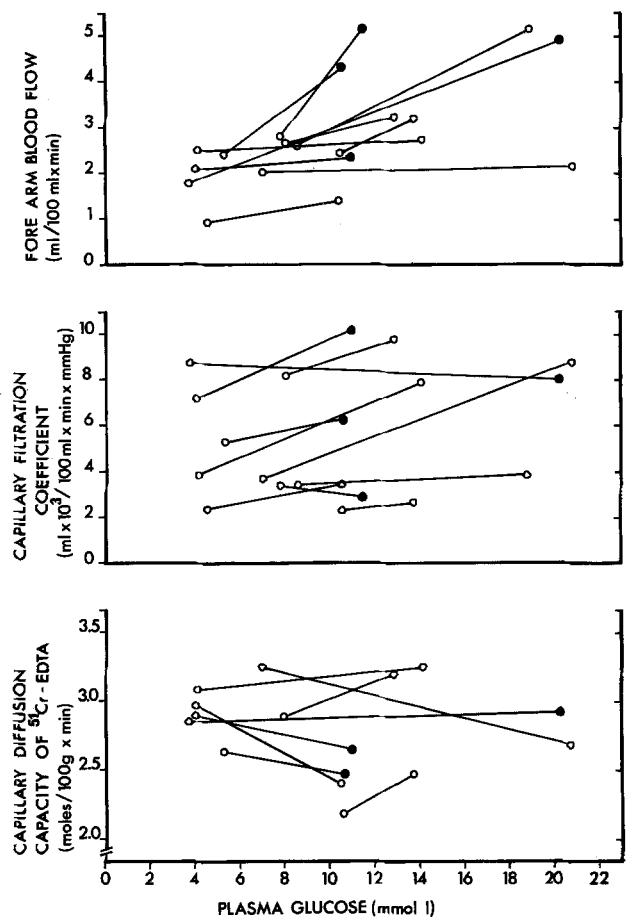 FORE ARM BLOOD FLOW
(ml/100 mlxmin)
5
4
3
2
1
0
CAPILLARY FILTRATION
COEFFICIENT
(ml x 10³/ 100 ml x min x mmHg)
10
8
6
4
2
0
CAPILLARY DIFFUSION
CAPACITY OF ⁵¹Cr - EDTA
(moles/100g x min)
3.5
3.0
2.5
2.0
0 2 4 6 8 10 12 14 16 18 20 22
PLASMA GLUCOSE (mmol l)